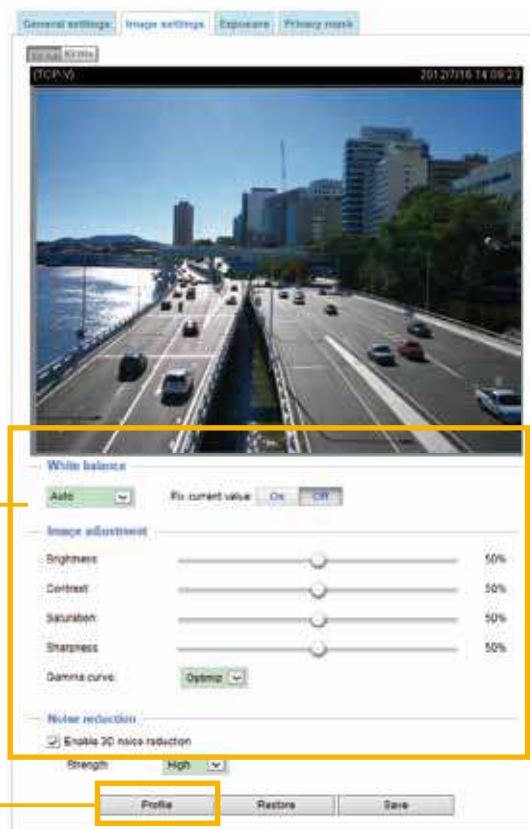 General settings Image settings Exposure Privacy mask
(TCP-V) 2012/7/16 14:09:23
White balance
Auto Fix current value On Off
Image adjustment
Brightness 50%
Contrast 50%
Saturation 50%
Sharpness 50%
Gamma curve: Optimiz
Noise reduction
Enable 3D noise reduction
Strength High
Profile Restore Save